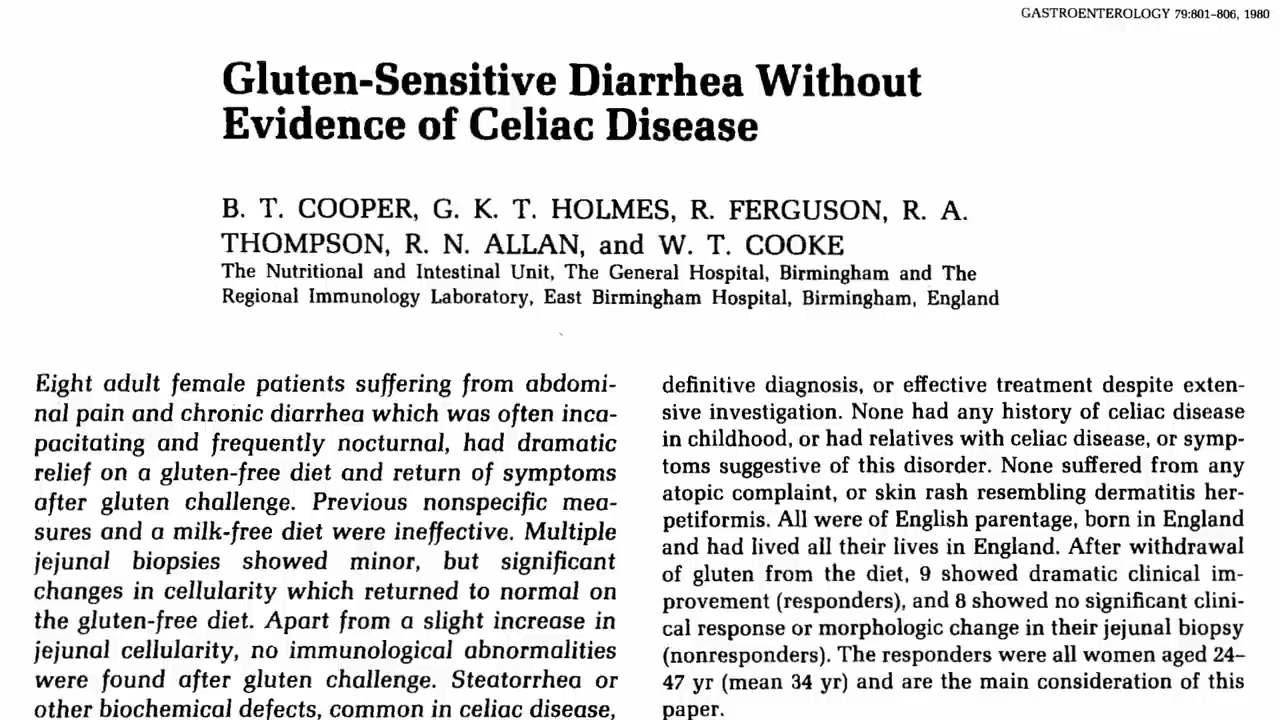 GASTROENTEROLOGY 79:801–806, 1980
Gluten-Sensitive Diarrhea Without
Evidence of Celiac Disease
B. T. COOPER, G. K. T. HOLMES, R. FERGUSON, R. A.
THOMPSON, R. N. ALLAN, and W. T. COOKE
The Nutritional and Intestinal Unit, The General Hospital, Birmingham and The
Regional Immunology Laboratory, East Birmingham Hospital, Birmingham, England
Eight adult female patients suffering from abdomi-
nal pain and chronic diarrhea which was often inca-
pacitating and frequently nocturnal, had dramatic
relief on a gluten-free diet and return of symptoms
after gluten challenge. Previous nonspecific mea-
sures and a milk-free diet were ineffective. Multiple
jejunal biopsies showed minor, but significant
changes in cellularity which returned to normal on
the gluten-free diet. Apart from a slight increase in
jejunal cellularity, no immunological abnormalities
were found after gluten challenge. Steatorrhea or
other biochemical defects, common in celiac disease,
definitive diagnosis, or effective treatment despite exten-
sive investigation. None had any history of celiac disease
in childhood, or had relatives with celiac disease, or symp-
toms suggestive of this disorder. None suffered from any
atopic complaint, or skin rash resembling dermatitis her-
petiformis. All were of English parentage, born in England
and had lived all their lives in England. After withdrawal
of gluten from the diet, 9 showed dramatic clinical im-
provement (responders), and 8 showed no significant clini-
cal response or morphologic change in their jejunal biopsy
(nonresponders). The responders were all women aged 24–
47 yr (mean 34 yr) and are the main consideration of this
paper.